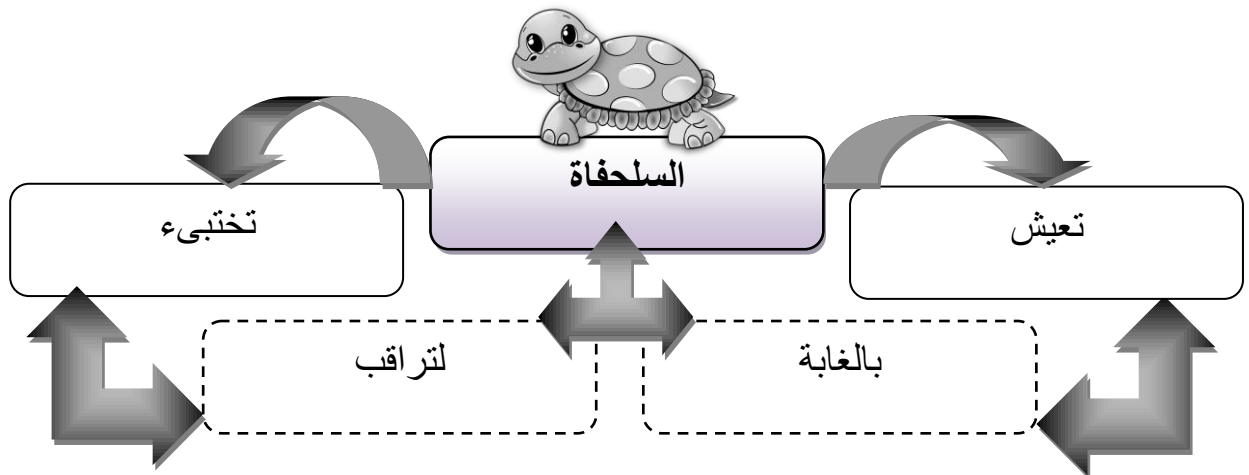 السلحفاة
تعيش
تختبىء
بالغابة
لتراقب